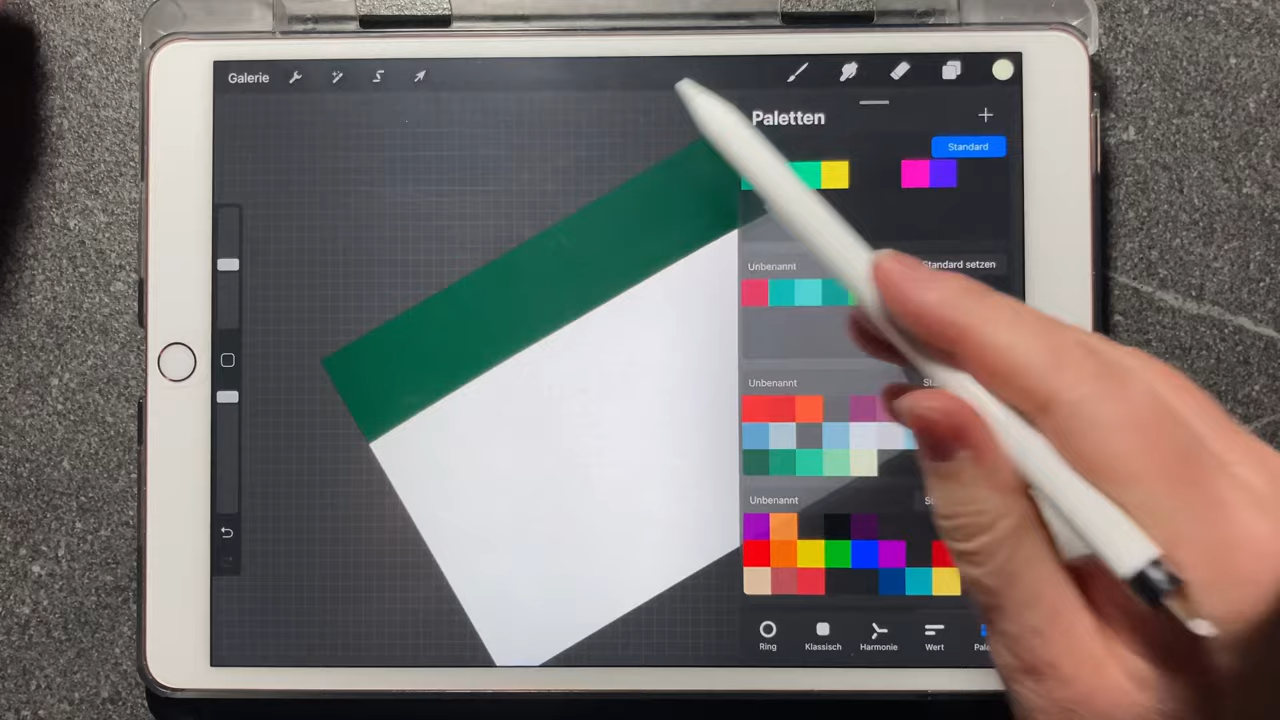 Galerie
Paletten
Standard
Unbenannt
Standard setzen
Unbenannt
Unbenannt
Ring
Klassisch
Harmonie
Wert